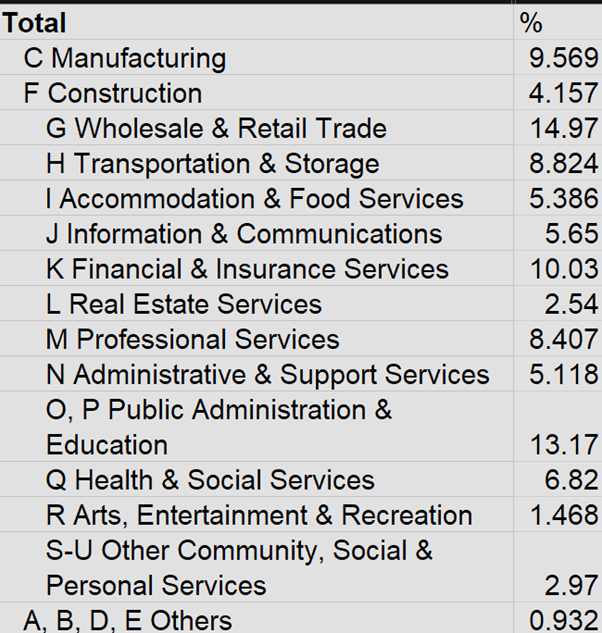 Total %
C Manufacturing 9.569
F Construction 4.157
G Wholesale & Retail Trade 14.97
H Transportation & Storage 8.824
I Accommodation & Food Services 5.386
J Information & Communications 5.65
K Financial & Insurance Services 10.03
L Real Estate Services 2.54
M Professional Services 8.407
N Administrative & Support Services 5.118
O, P Public Administration &
Education 13.17
Q Health & Social Services 6.82
R Arts, Entertainment & Recreation 1.468
S-U Other Community, Social &
Personal Services 2.97
A, B, D, E Others 0.932